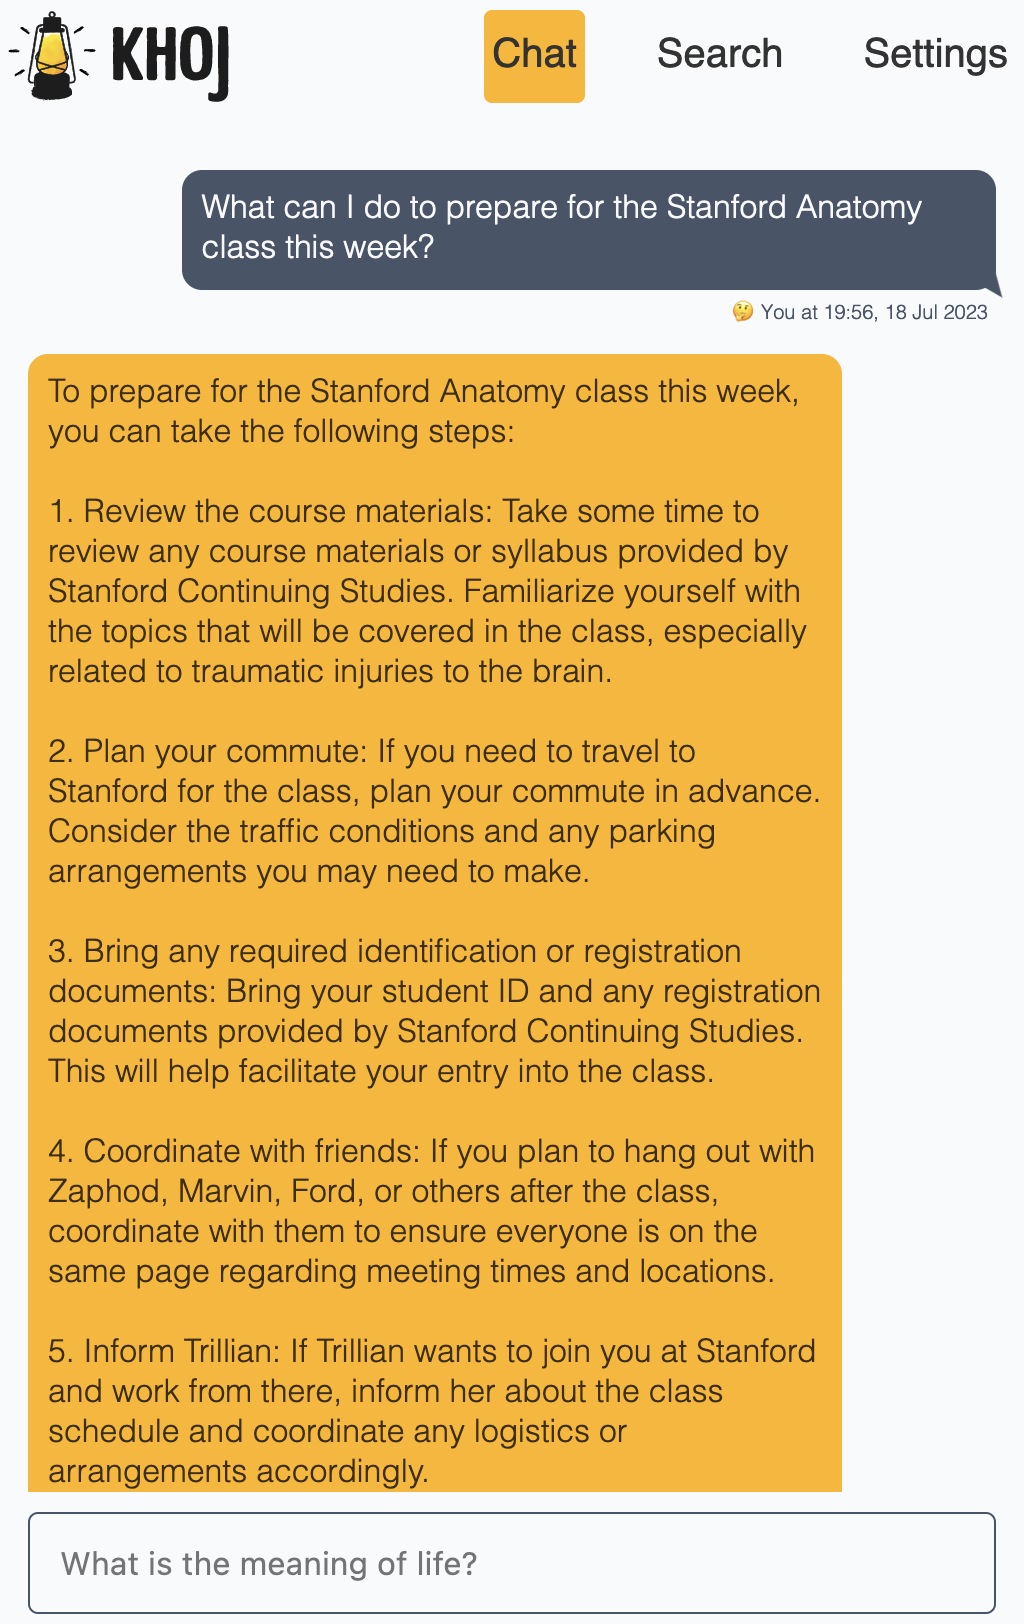 KHOJ
Chat
Search
Settings
What can I do to prepare for the Stanford Anatomy
class this week?
🤔 You at 19:56, 18 Jul 2023
To prepare for the Stanford Anatomy class this week,
you can take the following steps:
1. Review the course materials: Take some time to
review any course materials or syllabus provided by
Stanford Continuing Studies. Familiarize yourself with
the topics that will be covered in the class, especially
related to traumatic injuries to the brain.
2. Plan your commute: If you need to travel to
Stanford for the class, plan your commute in advance.
Consider the traffic conditions and any parking
arrangements you may need to make.
3. Bring any required identification or registration
documents: Bring your student ID and any registration
documents provided by Stanford Continuing Studies.
This will help facilitate your entry into the class.
4. Coordinate with friends: If you plan to hang out with
Zaphod, Marvin, Ford, or others after the class,
coordinate with them to ensure everyone is on the
same page regarding meeting times and locations.
5. Inform Trillian: If Trillian wants to join you at Stanford
and work from there, inform her about the class
schedule and coordinate any logistics or
arrangements accordingly.
What is the meaning of life?